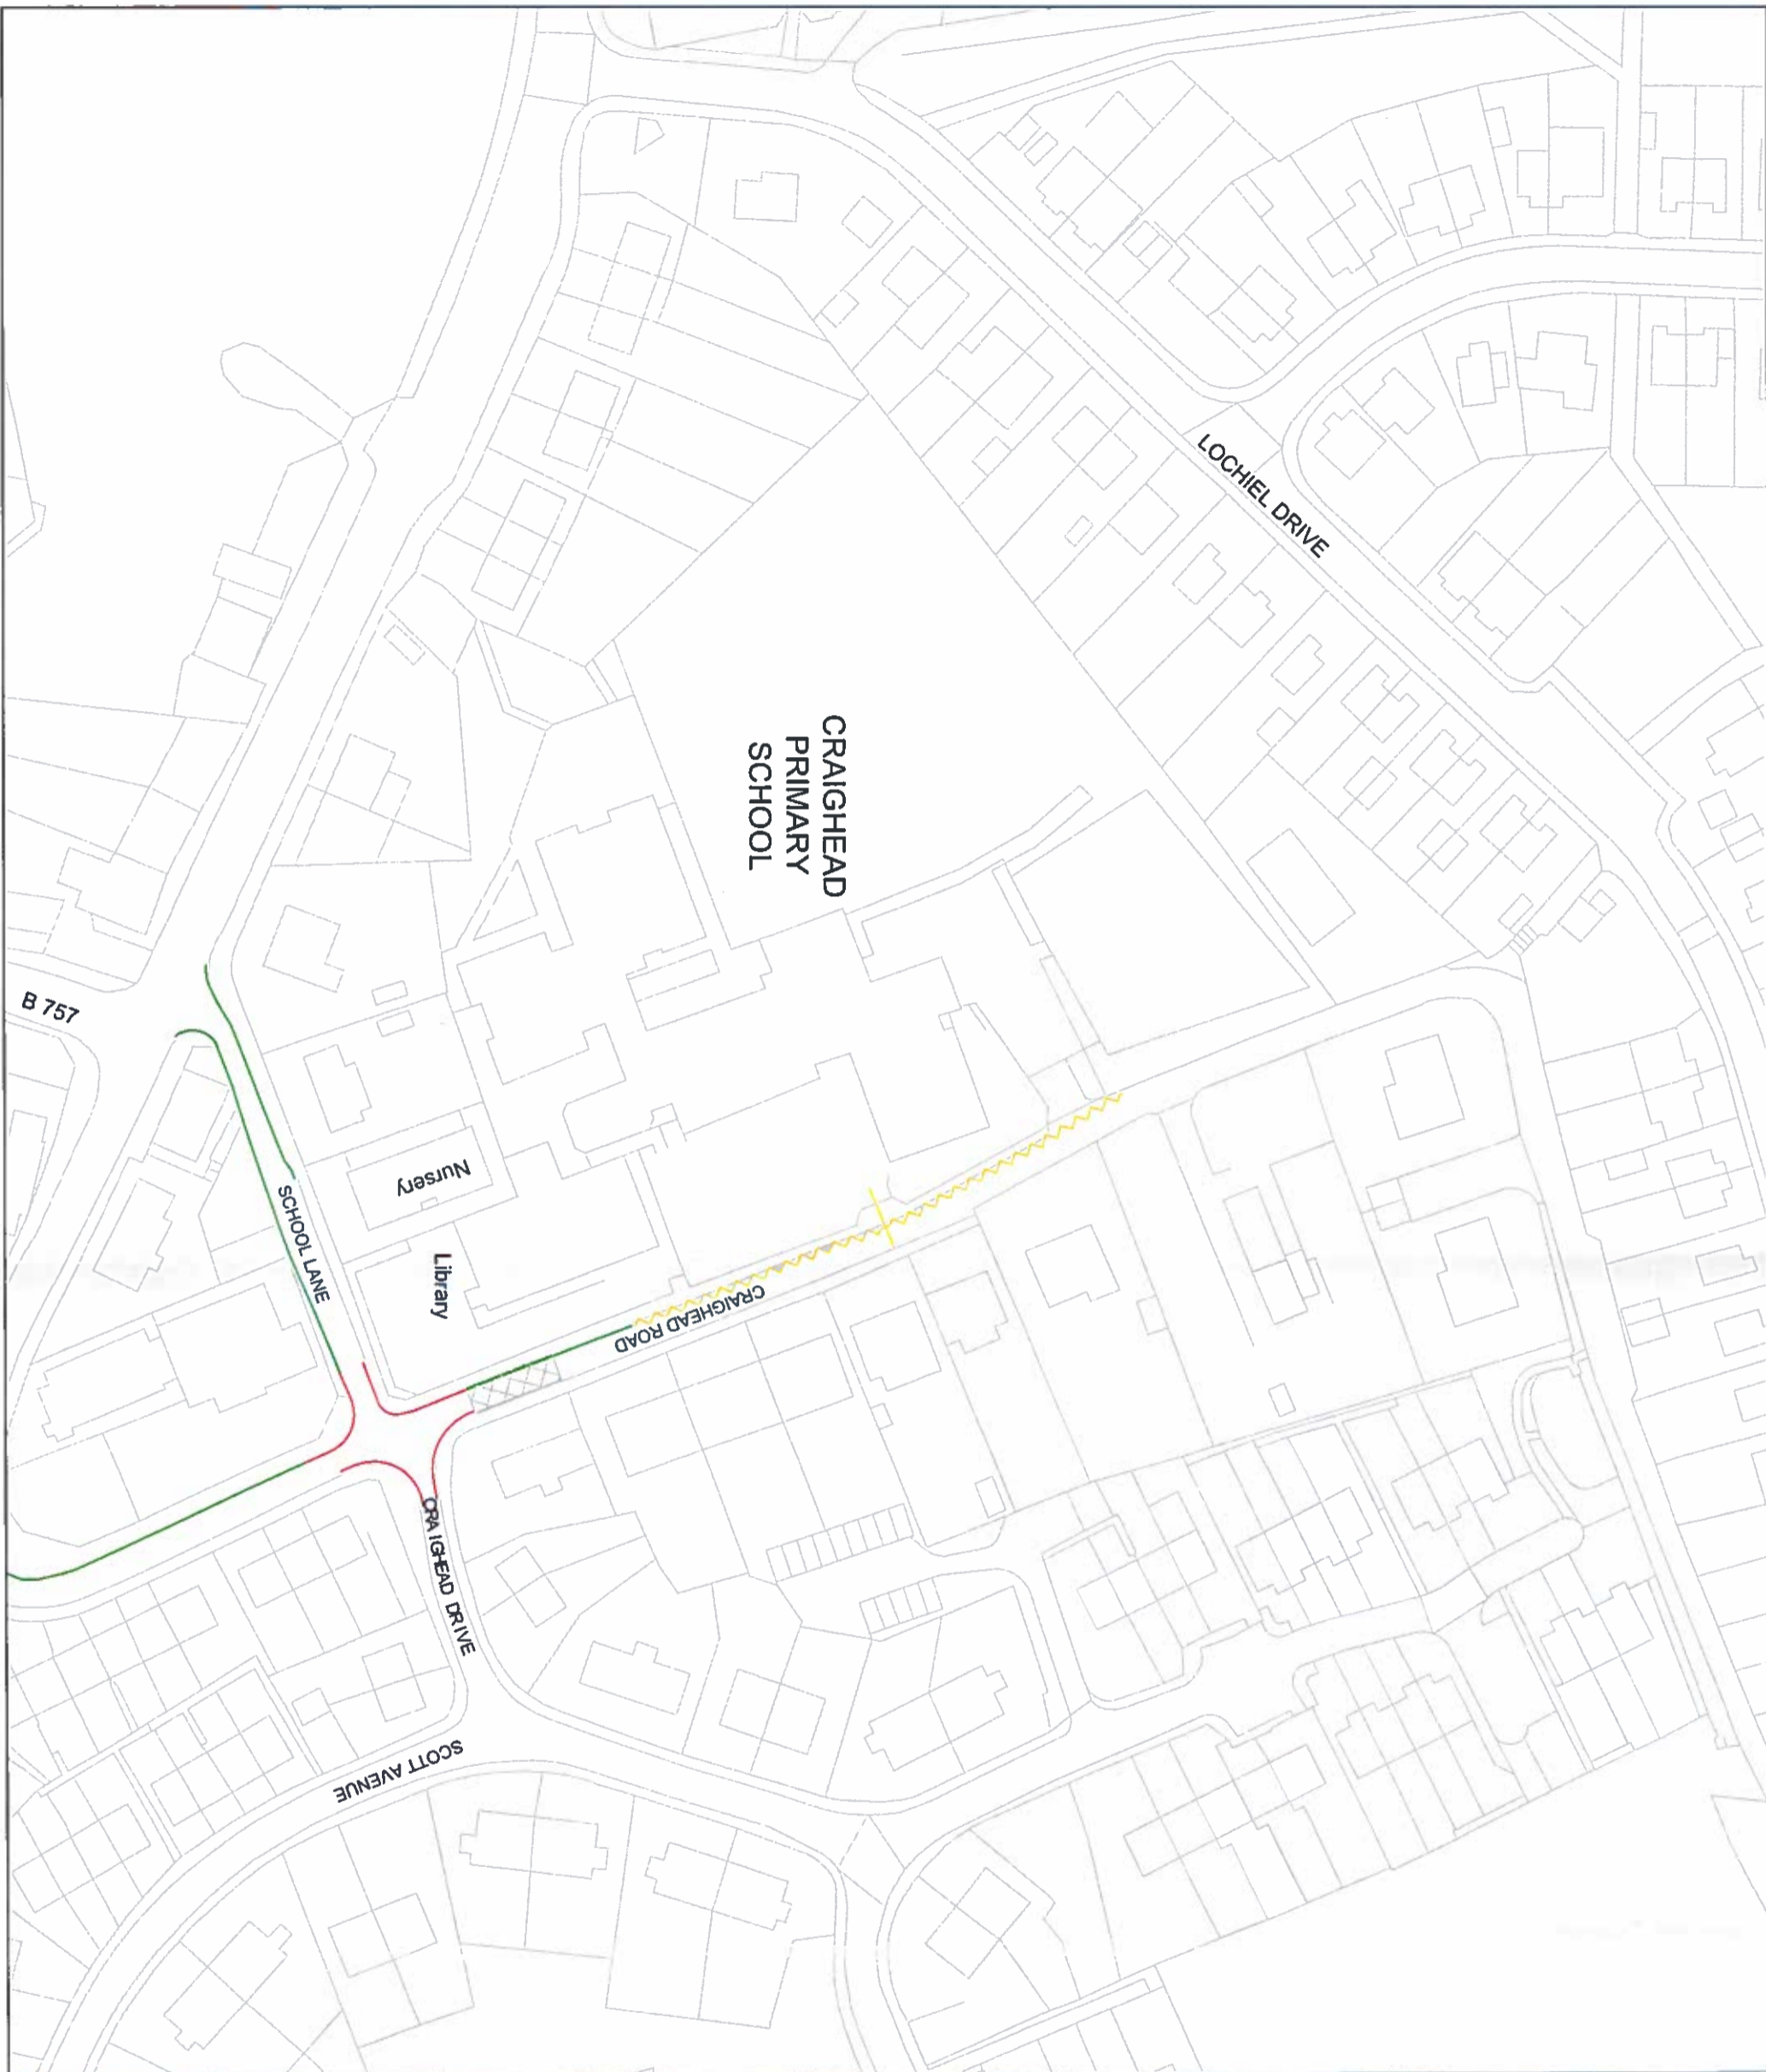 LOCHIEL DRIVE
CRAIGHEAD
PRIMARY
SCHOOL
B 757
Nursery
SCHOOL LANE
Library
CRAIGHEAD ROAD
CRAIGHEAD DRIVE
SCOTT AVENUE